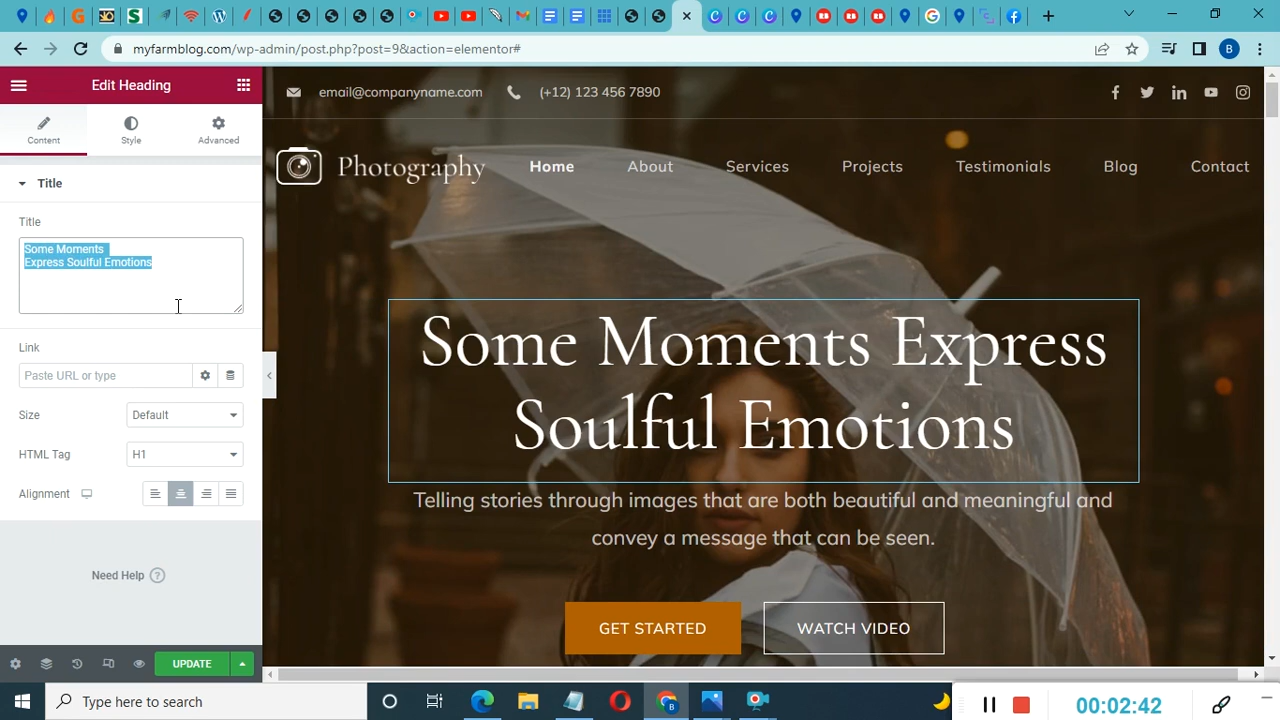 myfarmblog.com/wp-admin/post.php?post=9&action=elementor#
B
Edit Heading
Content
Style
Advanced
Title
Title
Some Moments
Express Soulful Emotions
Link
Paste URL or type
Size
Default
HTML Tag
H1
Alignment
Need Help
UPDATE
email@companyname.com
(+12) 123 456 7890
Photography
Home
About
Services
Projects
Testimonials
Blog
Contact
Some Moments Express
Soulful Emotions
Telling stories through images that are both beautiful and meaningful and
convey a message that can be seen.
GET STARTED
WATCH VIDEO
Type here to search
00:02:42